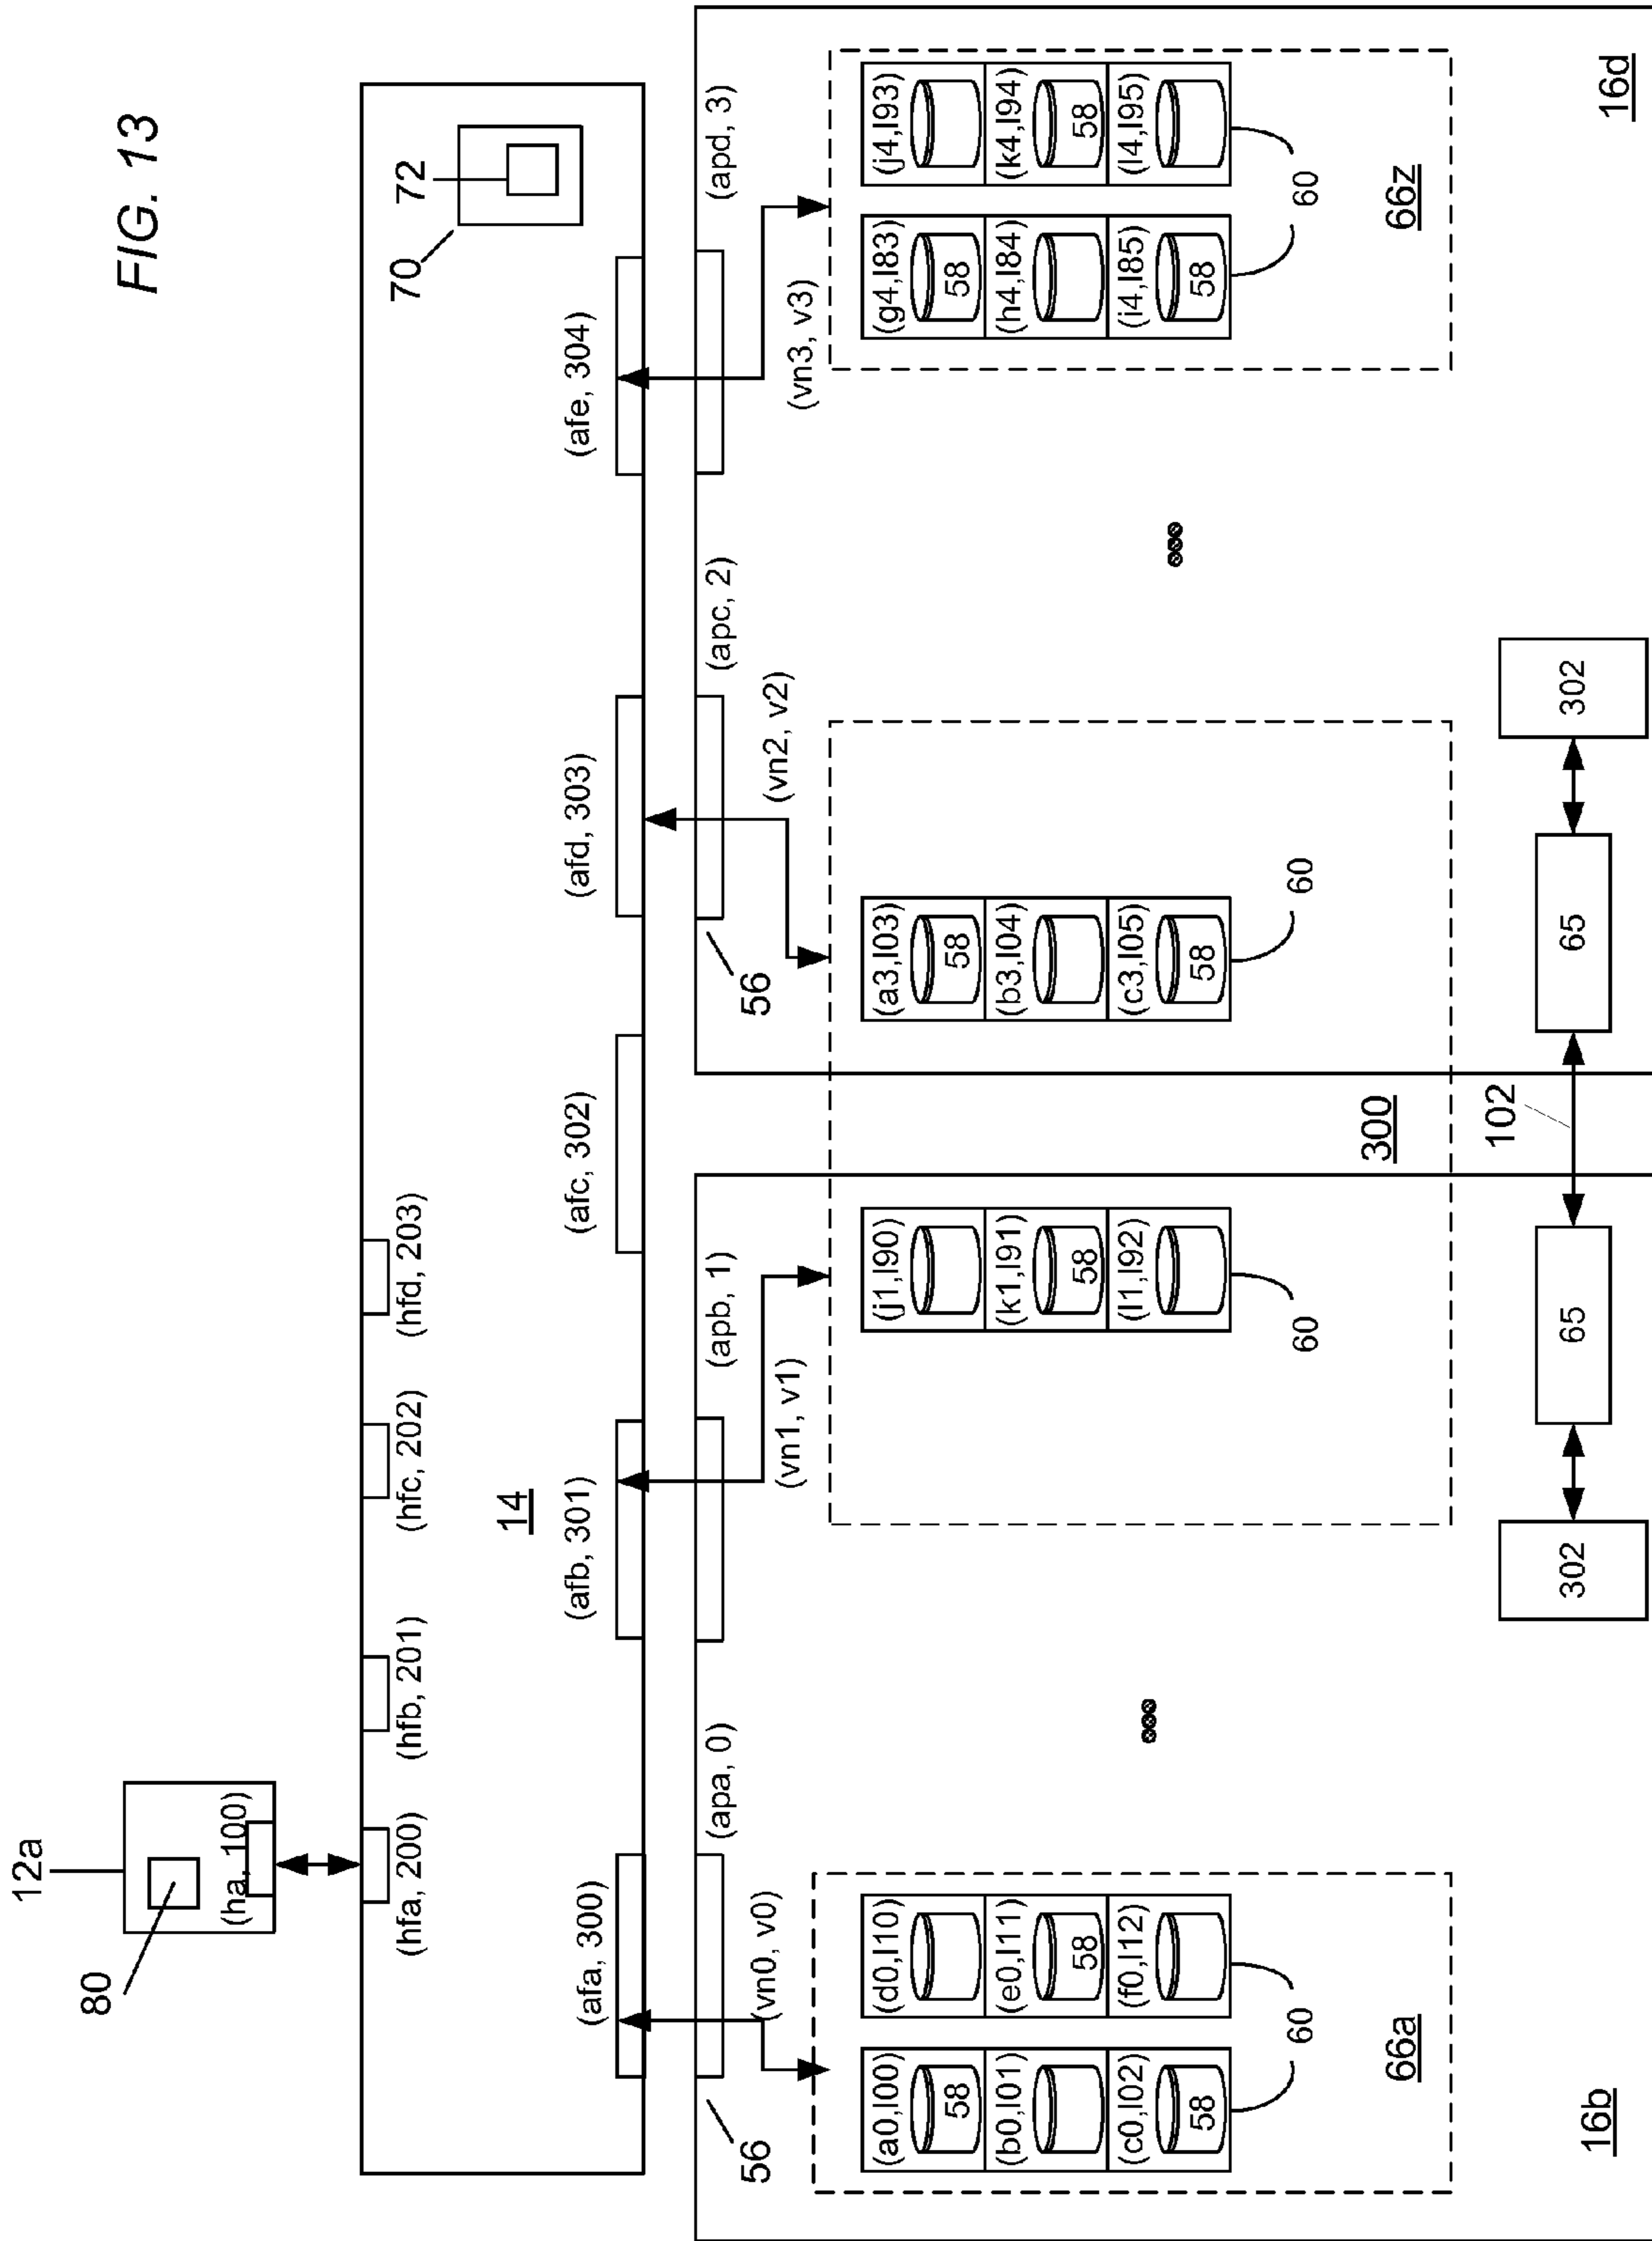 FIG. 13
12a
80
(ha, 100)
(hfa, 200)
(hfb, 201)
(hfc, 202)
(hfd, 203)
70
72
14
(afa, 300)
(afb, 301)
(afc, 302)
(afd, 303)
(afe, 304)
56
(apa, 0)
(apb, 1)
56
(apc, 2)
(apd, 3)
(vn0, v0)
(vn1, v1)
(vn2, v2)
(vn3, v3)
(a0,l00)
58
(b0,l01)
(c0,l02)
58
(d0,l10)
(e0,l11)
58
(f0,l12)
60
66a
(j1,l90)
(k1,l91)
58
(l1,l92)
60
(a3,l03)
58
(b3,l04)
(c3,l05)
58
60
300
(g4,l83)
58
(h4,l84)
(i4,l85)
58
(j4,l93)
(k4,l94)
58
(l4,l95)
60
66z
302
65
102
65
302
16b
16d